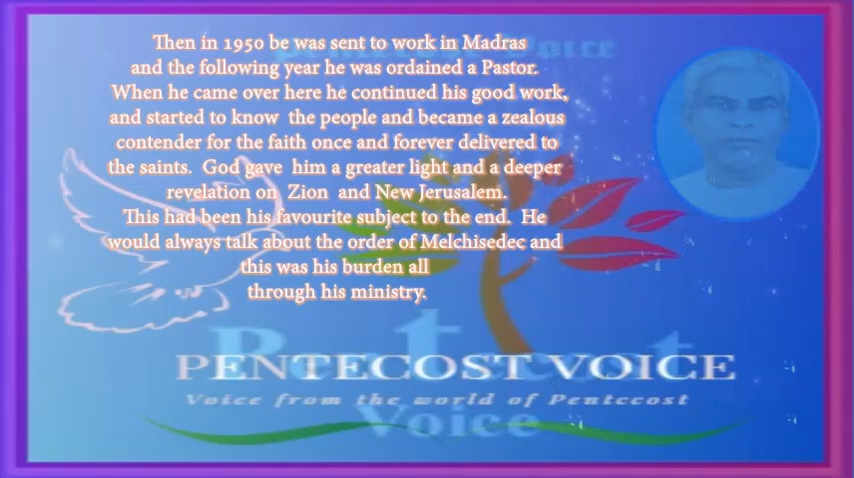 Then in 1950 be was sent to work in Madras
and the following year he was ordained a Pastor.
When he came over here he continued his good work,
and started to know the people and became a zealous
contender for the faith once and forever delivered to
the saints. God gave him a greater light and a deeper
revelation on Zion and New Jerusalem.
This had been his favourite subject to the end. He
would always talk about the order of Melchisedec and
this was his burden all
through his ministry.
Pentecost Voice
Pentecost
PENTECOST VOICE
Voice from the world of Pentecost
Voice